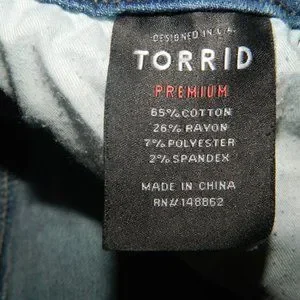 DESIGNED IN L.A.
TORRID
PREMIUM
65% COTTON
26% RAYON
7% POLYESTER
2% SPANDEX
MADE IN CHINA
RN# 148862